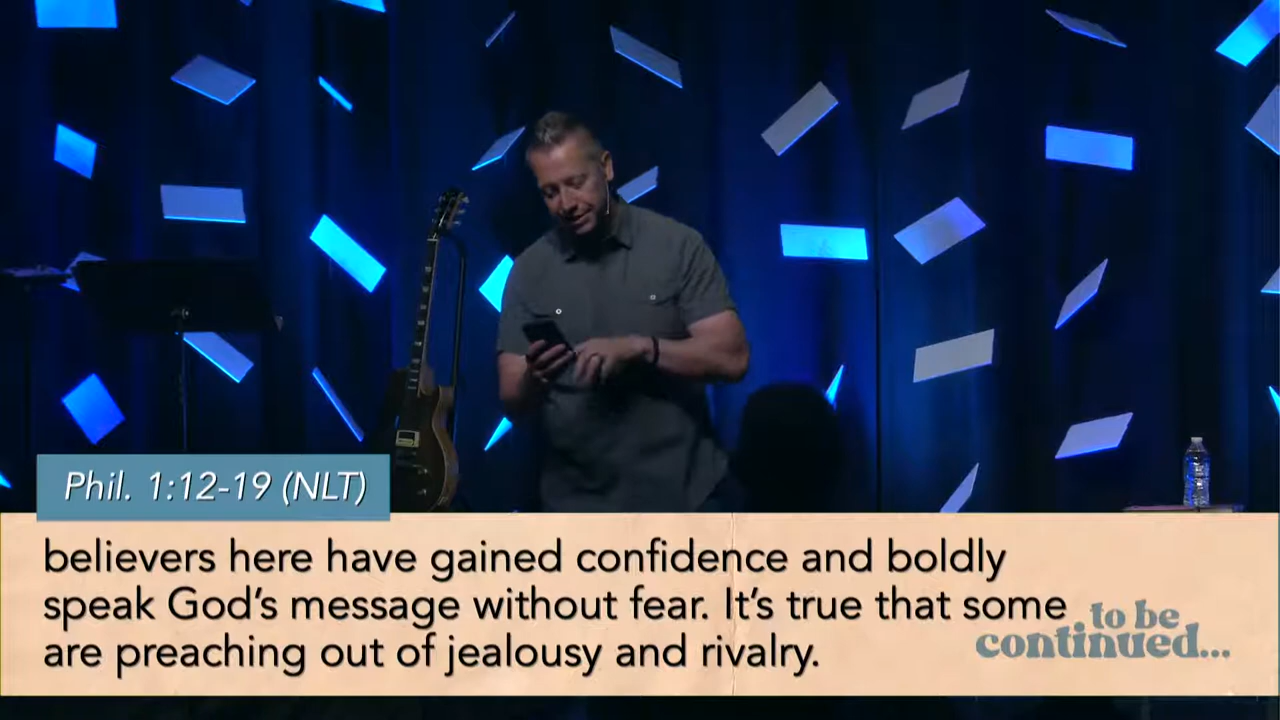 Phil. 1:12-19 (NLT)
believers here have gained confidence and boldly
speak God's message without fear. It's true that some
are preaching out of jealousy and rivalry.
to be
continued...